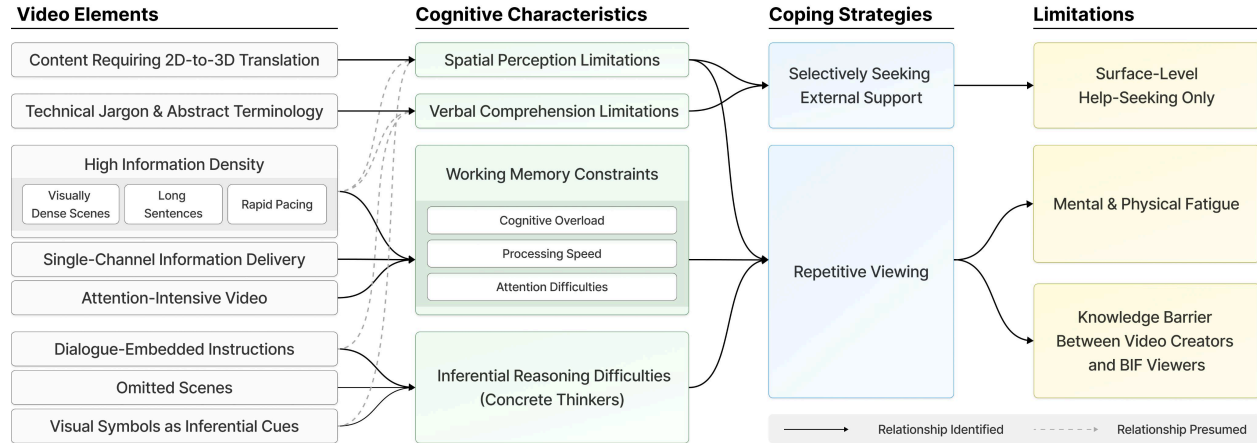 Video Elements
Content Requiring 2D-to-3D Translation
Technical Jargon & Abstract Terminology
High Information Density
Visually
Dense Scenes
Long
Sentences
Rapid Pacing
Single-Channel Information Delivery
Attention-Intensive Video
Dialogue-Embedded Instructions
Omitted Scenes
Visual Symbols as Inferential Cues
Cognitive Characteristics
Spatial Perception Limitations
Verbal Comprehension Limitations
Working Memory Constraints
Cognitive Overload
Processing Speed
Attention Difficulties
Inferential Reasoning Difficulties
(Concrete Thinkers)
Coping Strategies
Selectively Seeking
External Support
Repetitive Viewing
Limitations
Surface-Level
Help-Seeking Only
Mental & Physical Fatigue
Knowledge Barrier
Between Video Creators
and BIF Viewers
Relationship Identified
Relationship Presumed